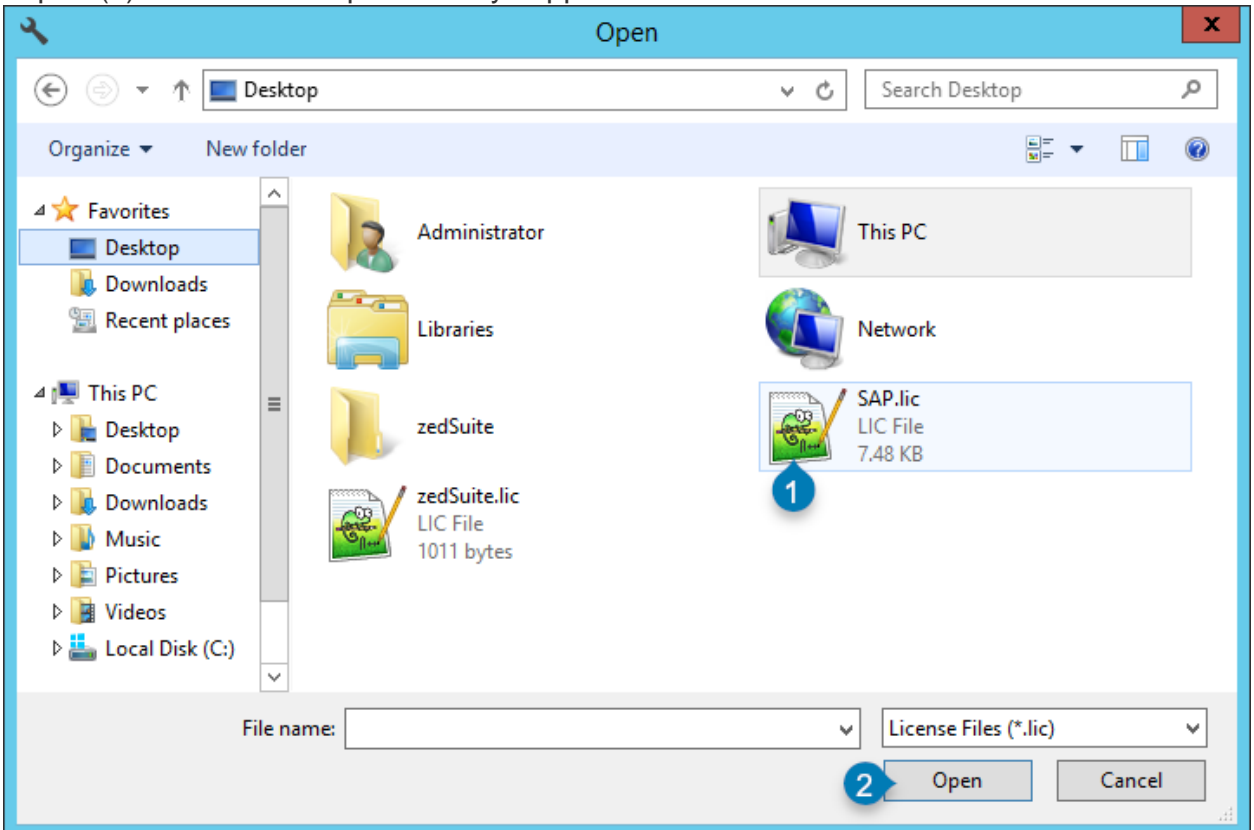 Open
x
Desktop
Search Desktop
Organize
New folder
Favorites
Desktop
Downloads
Recent places
This PC
Desktop
Documents
Downloads
Music
Pictures
Videos
Local Disk (C:)
Administrator
This PC
Libraries
Network
zedSuite
SAP.lic
LIC File
7.48 KB
1
zedSuite.lic
LIC File
1011 bytes
File name:
License Files (*.lic)
2
Open
Cancel